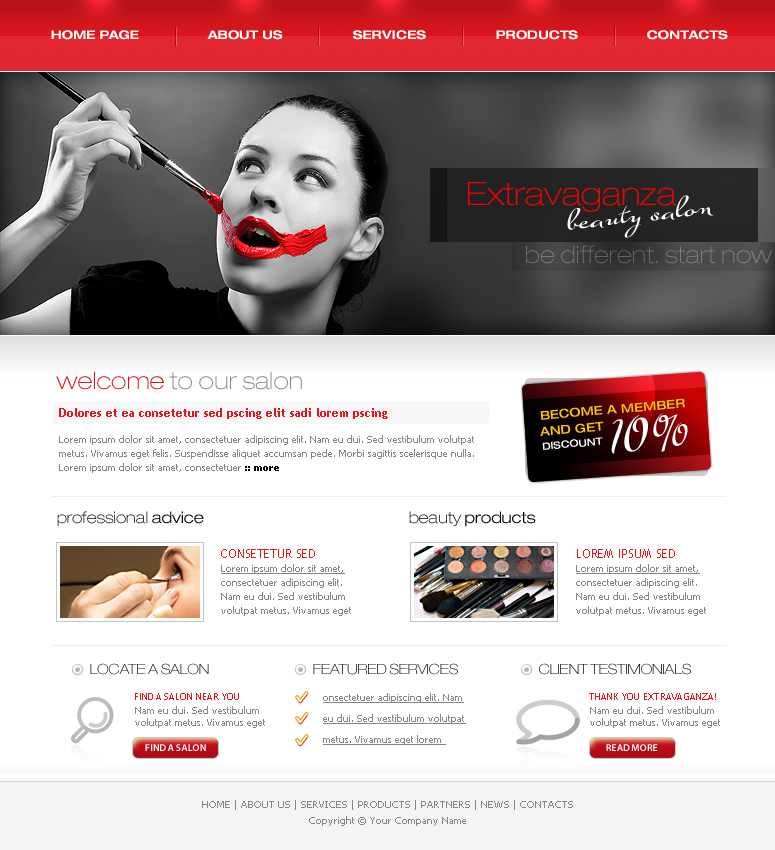 HOME PAGE ABOUT US SERVICES PRODUCTS CONTACTS
Extravaganza
beauty salon
be different. start now
welcome to our salon
Dolores et ea consetetur sed pscing elit sadi lorem pscing
Lorem ipsum dolor sit amet, consectetuer adipiscing elit. Nam eu dui. Sed vestibulum volutpat
metus. Vivamus eget felis. Suspendisse aliquet accumsan pede. Morbi sagittis scelerisque nulla.
Lorem ipsum dolor sit amet, consectetuer :: more
BECOME A MEMBER
AND GET
DISCOUNT 10%
professional advice
CONSETETUR SED
Lorem ipsum dolor sit amet,
consectetuer adipiscing elit.
Nam eu dui. Sed vestibulum
volutpat metus. Vivamus eget
beauty products
LOREM IPSUM SED
Lorem ipsum dolor sit amet,
consectetuer adipiscing elit.
Nam eu dui. Sed vestibulum
volutpat metus. Vivamus eget
LOCATE A SALON
FIND A SALON NEAR YOU
Nam eu dui. Sed vestibulum
volutpat metus. Vivamus eget
FIND A SALON
FEATURED SERVICES
onsectetuer adipiscing elit. Nam
eu dui. Sed vestibulum volutpat
metus. Vivamus eget lorem
CLIENT TESTIMONIALS
THANK YOU EXTRAVAGANZA!
Nam eu dui. Sed vestibulum
volutpat metus. Vivamus eget
READ MORE
HOME | ABOUT US | SERVICES | PRODUCTS | PARTNERS | NEWS | CONTACTS
Copyright © Your Company Name